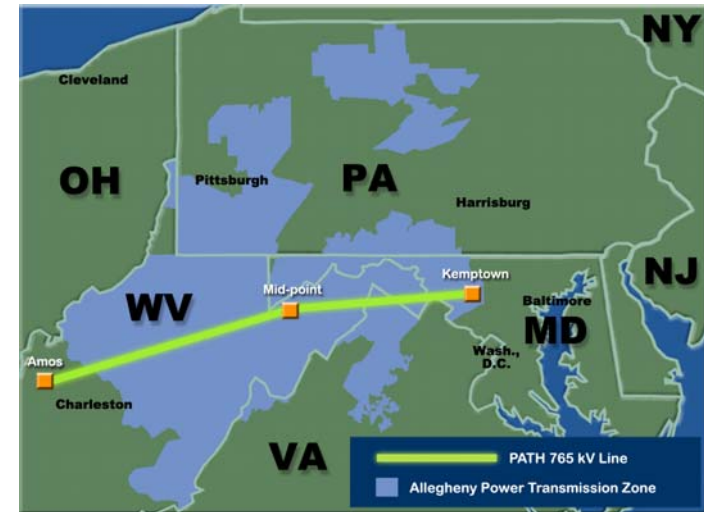 NY
Cleveland
OH
Pittsburgh
PA
Harrisburg
NJ
Kemptown
Mid-point
WV
Baltimore
MD
Wash.,
D.C.
Amos
Charleston
VA
PATH 765 kV Line
Allegheny Power Transmission Zone